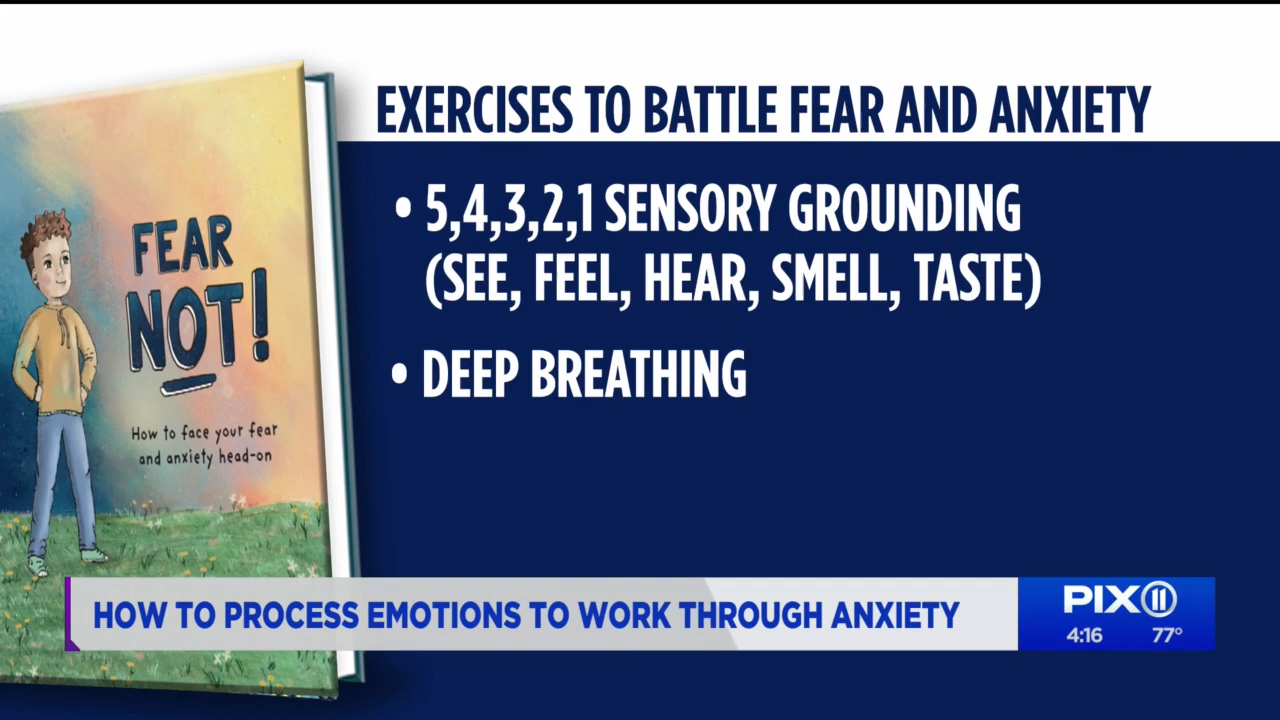 EXERCISES TO BATTLE FEAR AND ANXIETY
• 5,4,3,2,1 SENSORY GROUNDING
(SEE, FEEL, HEAR, SMELL, TASTE)
• DEEP BREATHING
FEAR
NOT!
How to face your fear
and anxiety head-on
HOW TO PROCESS EMOTIONS TO WORK THROUGH ANXIETY
PIX11
4:16 77°